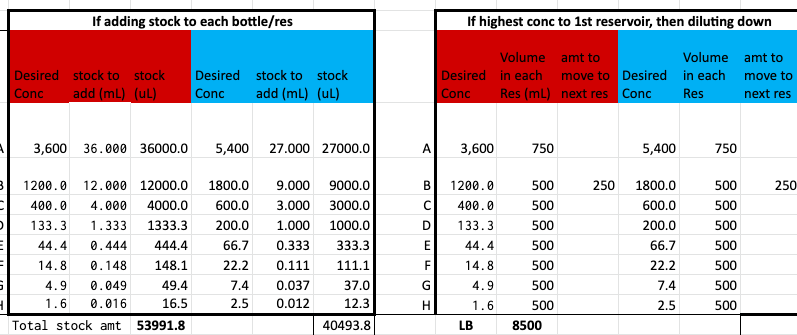 If adding stock to each bottle/res If highest conc to 1st reservoir, then diluting down
Desired Conc stock to add (mL) stock (uL) Desired Conc stock to add (mL) stock (uL) Desired Conc Volume in each Res (mL) amt to move to next res Desired Conc Volume in each Res amt to move to next res
A 3,600 36.000 36000.0 5,400 27.000 27000.0 A 3,600 750 5,400 750
B 1200.0 12.000 12000.0 1800.0 9.000 9000.0 B 1200.0 500 250 1800.0 500 250
C 400.0 4.000 4000.0 600.0 3.000 3000.0 C 400.0 500 600.0 500
D 133.3 1.333 1333.3 200.0 1.000 1000.0 D 133.3 500 200.0 500
E 44.4 0.444 444.4 66.7 0.333 333.3 E 44.4 500 66.7 500
F 14.8 0.148 148.1 22.2 0.111 111.1 F 14.8 500 22.2 500
G 4.9 0.049 49.4 7.4 0.037 37.0 G 4.9 500 7.4 500
H 1.6 0.016 16.5 2.5 0.012 12.3 H 1.6 500 2.5 500
Total stock amt 53991.8 40493.8 LB 8500